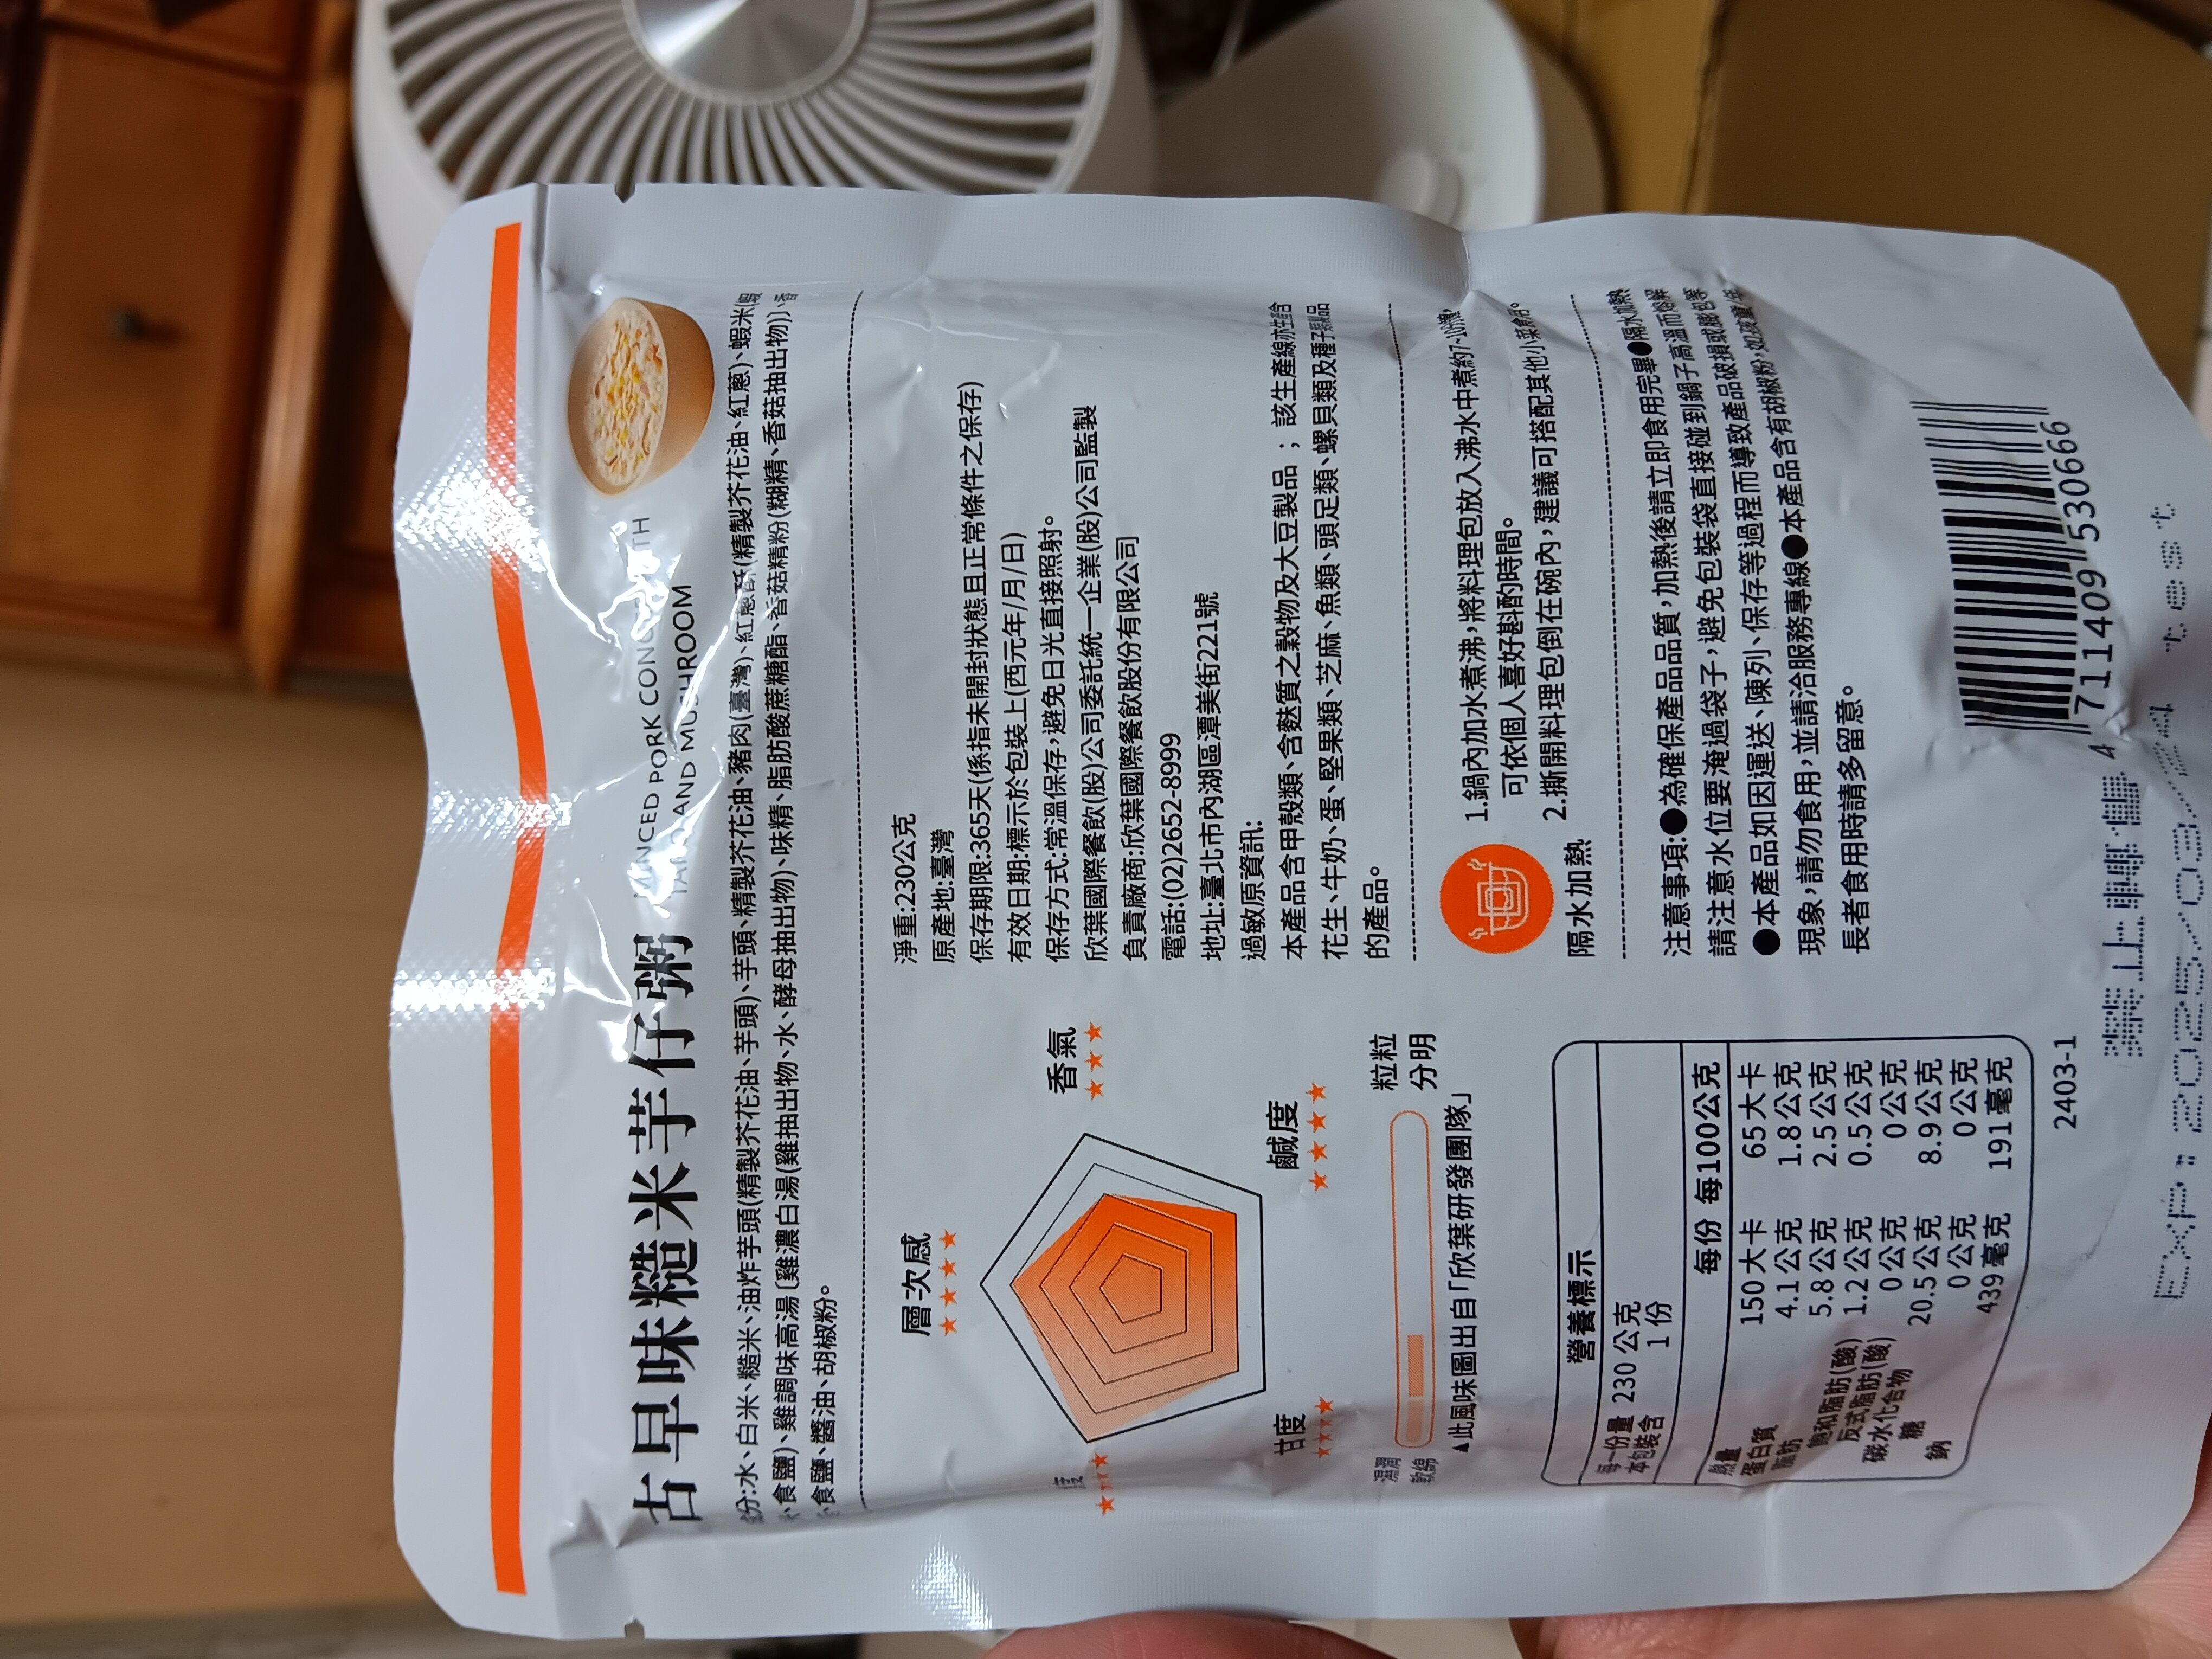 古早味糙米芋仔粥
MINCED PORK CONGEE WITH
TARO AND MUSHROOM
成分:水、白米、糙米、油炸芋頭(精製芥花油、芋頭)、芋頭、精製芥花油、豬肉(臺灣)、紅蔥酥(精製芥花油、紅蔥)、蝦米(蝦
、食鹽)、雞調味高湯〔雞濃白湯(雞抽出物、水、酵母抽出物)、味精、脂肪酸蔗糖酯、香菇精粉(糊精、香菇抽出物)〕、香
、食鹽、醬油、胡椒粉。
層次感
★★★★
香氣
★★★
鹹度
★★★★
甘度
★★★★
濕潤
軟綿
粒粒
分明
▲此風味圖出自「欣葉研發團隊」
淨重:230公克
原產地:臺灣
保存期限:365天(係指未開封狀態且正常條件之保存)
有效日期:標示於包裝上(西元年/月/日)
保存方式:常溫保存,避免日光直接照射。
欣葉國際餐飲(股)公司委託統一企業(股)公司監製
負責廠商:欣葉國際餐飲股份有限公司
電話:(02)2652-8999
地址:臺北市內湖區潭美街221號
過敏原資訊:
本產品含甲殼類、含麩質之穀物及大豆製品；該生產線亦生產含
花生、牛奶、蛋、堅果類、芝麻、魚類、頭足類、螺貝類及種子類製品
的產品。
隔水加熱
1.鍋內加水煮沸,將料理包放入沸水中煮約7~10分鐘,
可依個人喜好斟酌時間。
2.撕開料理包倒在碗內,建議可搭配其他小菜食用。
注意事項:●為確保產品品質,加熱後請立即食用完畢●隔水加熱
請注意水位要淹過袋子,避免包裝袋直接碰到鍋子高溫而熔解
●本產品如因運送、陳列、保存等過程而導致產品破損或膨包等
現象,請勿食用,並請洽服務專線●本產品含有胡椒粉,如孩童/年
長者食用時請多留意。
營養標示
每一份量 230 公克
本包裝含 1 份
每份 每100公克
熱量 150 大卡 65 大卡
蛋白質 4.1 公克 1.8 公克
脂肪 5.8 公克 2.5 公克
飽和脂肪(酸) 1.2 公克 0.5 公克
反式脂肪(酸) 0 公克 0 公克
碳水化合物 20.5 公克 8.9 公克
糖 0 公克 0 公克
鈉 439 毫克 191 毫克
2403-1
4 711409 530666